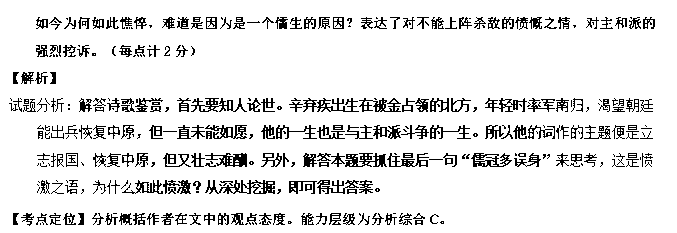 如今为何如此憔悴，难道是因为是一个儒生的原因？表达了对不能上阵杀敌的愤慨之情，对主和派的
强烈控诉。（每点计 2 分）
【解析】
试题分析：解答诗歌鉴赏，首先要知人论世。辛弃疾出生在被金占领的北方，年轻时率军南归，渴望朝廷
能出兵恢复中原，但一直未能如愿，他的一生也是与主和派斗争的一生。所以他的词作的主题便是立
志报国、恢复中原，但又壮志难酬。另外，解答本题要抓住最后一句“儒冠多误身”来思考，这是愤
激之语，为什么如此愤激？从深处挖掘，即可得出答案。
【考点定位】分析概括作者在文中的观点态度。能力层级为分析综合 C。